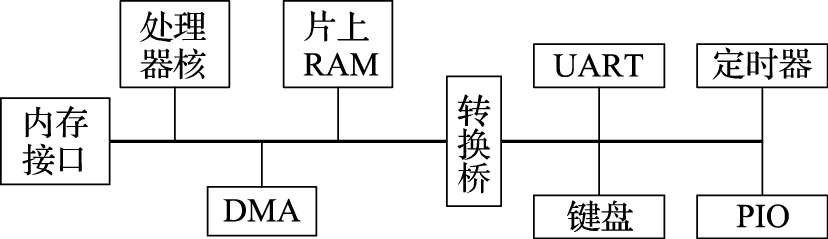 处理
器核
片上
RAM
UART
定时器
内存
接口
转
换
桥
DMA
键盘
PIO